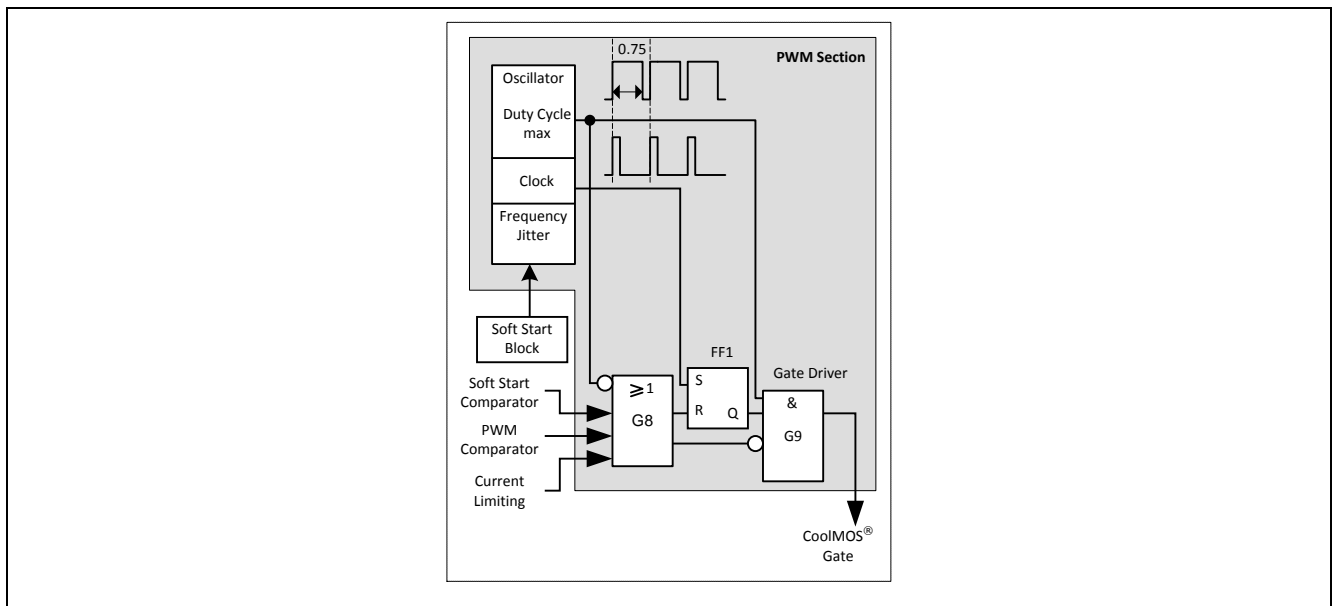 0.75
PWM Section
Oscillator
Duty Cycle
max
Clock
Frequency
Jitter
Soft Start
Block
FF1
Gate Driver
Soft Start
Comparator
PWM
Comparator
Current
Limiting
⩾1
G8
S
R
Q
&
G9
CoolMOS®
Gate